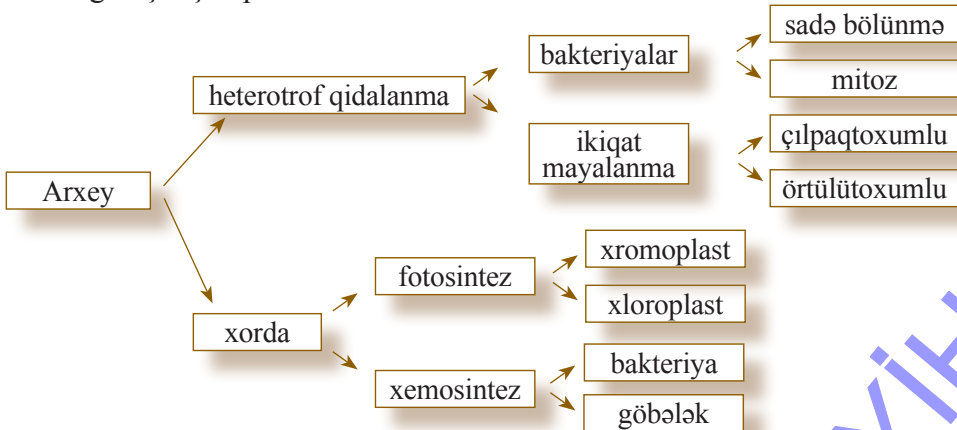 sadə bölünmə
bakteriyalar
mitoz
heterotrof qidalanma
ikiqat
mayalanma
çılpaqtoxumlu
örtülütoxumlu
Arxey
xromoplast
fotosintez
xloroplast
xorda
bakteriya
xemosintez
göbələk